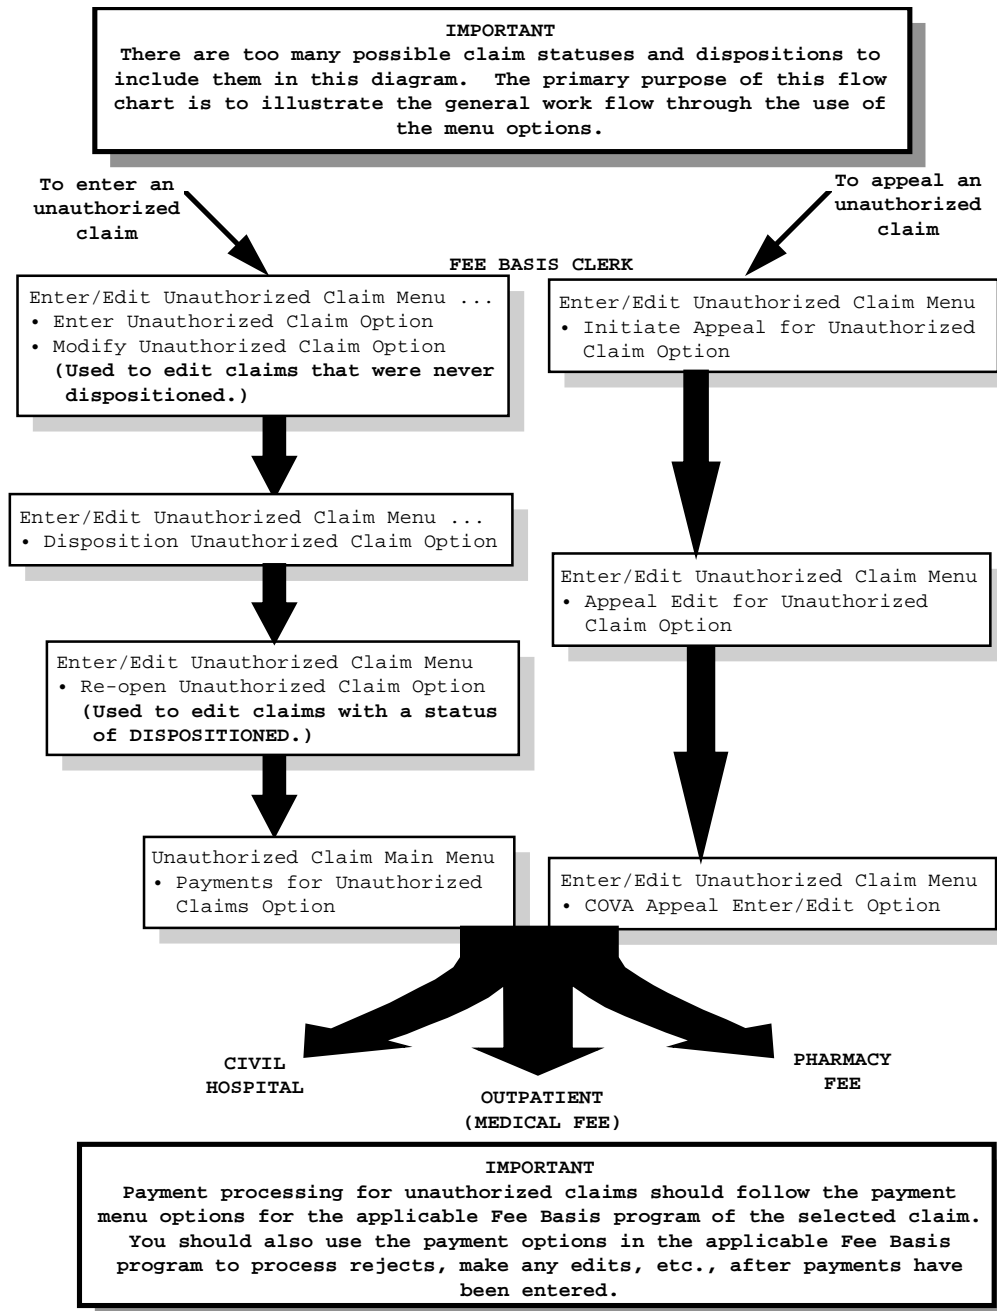 IMPORTANT
There are too many possible claim statuses and dispositions to
include them in this diagram.  The primary purpose of this flow
chart is to illustrate the general work flow through the use of
the menu options.
To enter an
unauthorized
claim
To appeal an
unauthorized
claim
FEE BASIS CLERK
Enter/Edit Unauthorized Claim Menu ...
• Enter Unauthorized Claim Option
• Modify Unauthorized Claim Option
(Used to edit claims that were never
dispositioned.)
Enter/Edit Unauthorized Claim Menu ...
• Disposition Unauthorized Claim Option
Enter/Edit Unauthorized Claim Menu
• Re-open Unauthorized Claim Option
(Used to edit claims with a status
of DISPOSITIONED.)
Unauthorized Claim Main Menu
• Payments for Unauthorized
Claims Option
Enter/Edit Unauthorized Claim Menu
• Initiate Appeal for Unauthorized
Claim Option
Enter/Edit Unauthorized Claim Menu
• Appeal Edit for Unauthorized
Claim Option
Enter/Edit Unauthorized Claim Menu
• COVA Appeal Enter/Edit Option
CIVIL
HOSPITAL
OUTPATIENT
(MEDICAL FEE)
PHARMACY
FEE
IMPORTANT
Payment processing for unauthorized claims should follow the payment
menu options for the applicable Fee Basis program of the selected claim.
You should also use the payment options in the applicable Fee Basis
program to process rejects, make any edits, etc., after payments have
been entered.